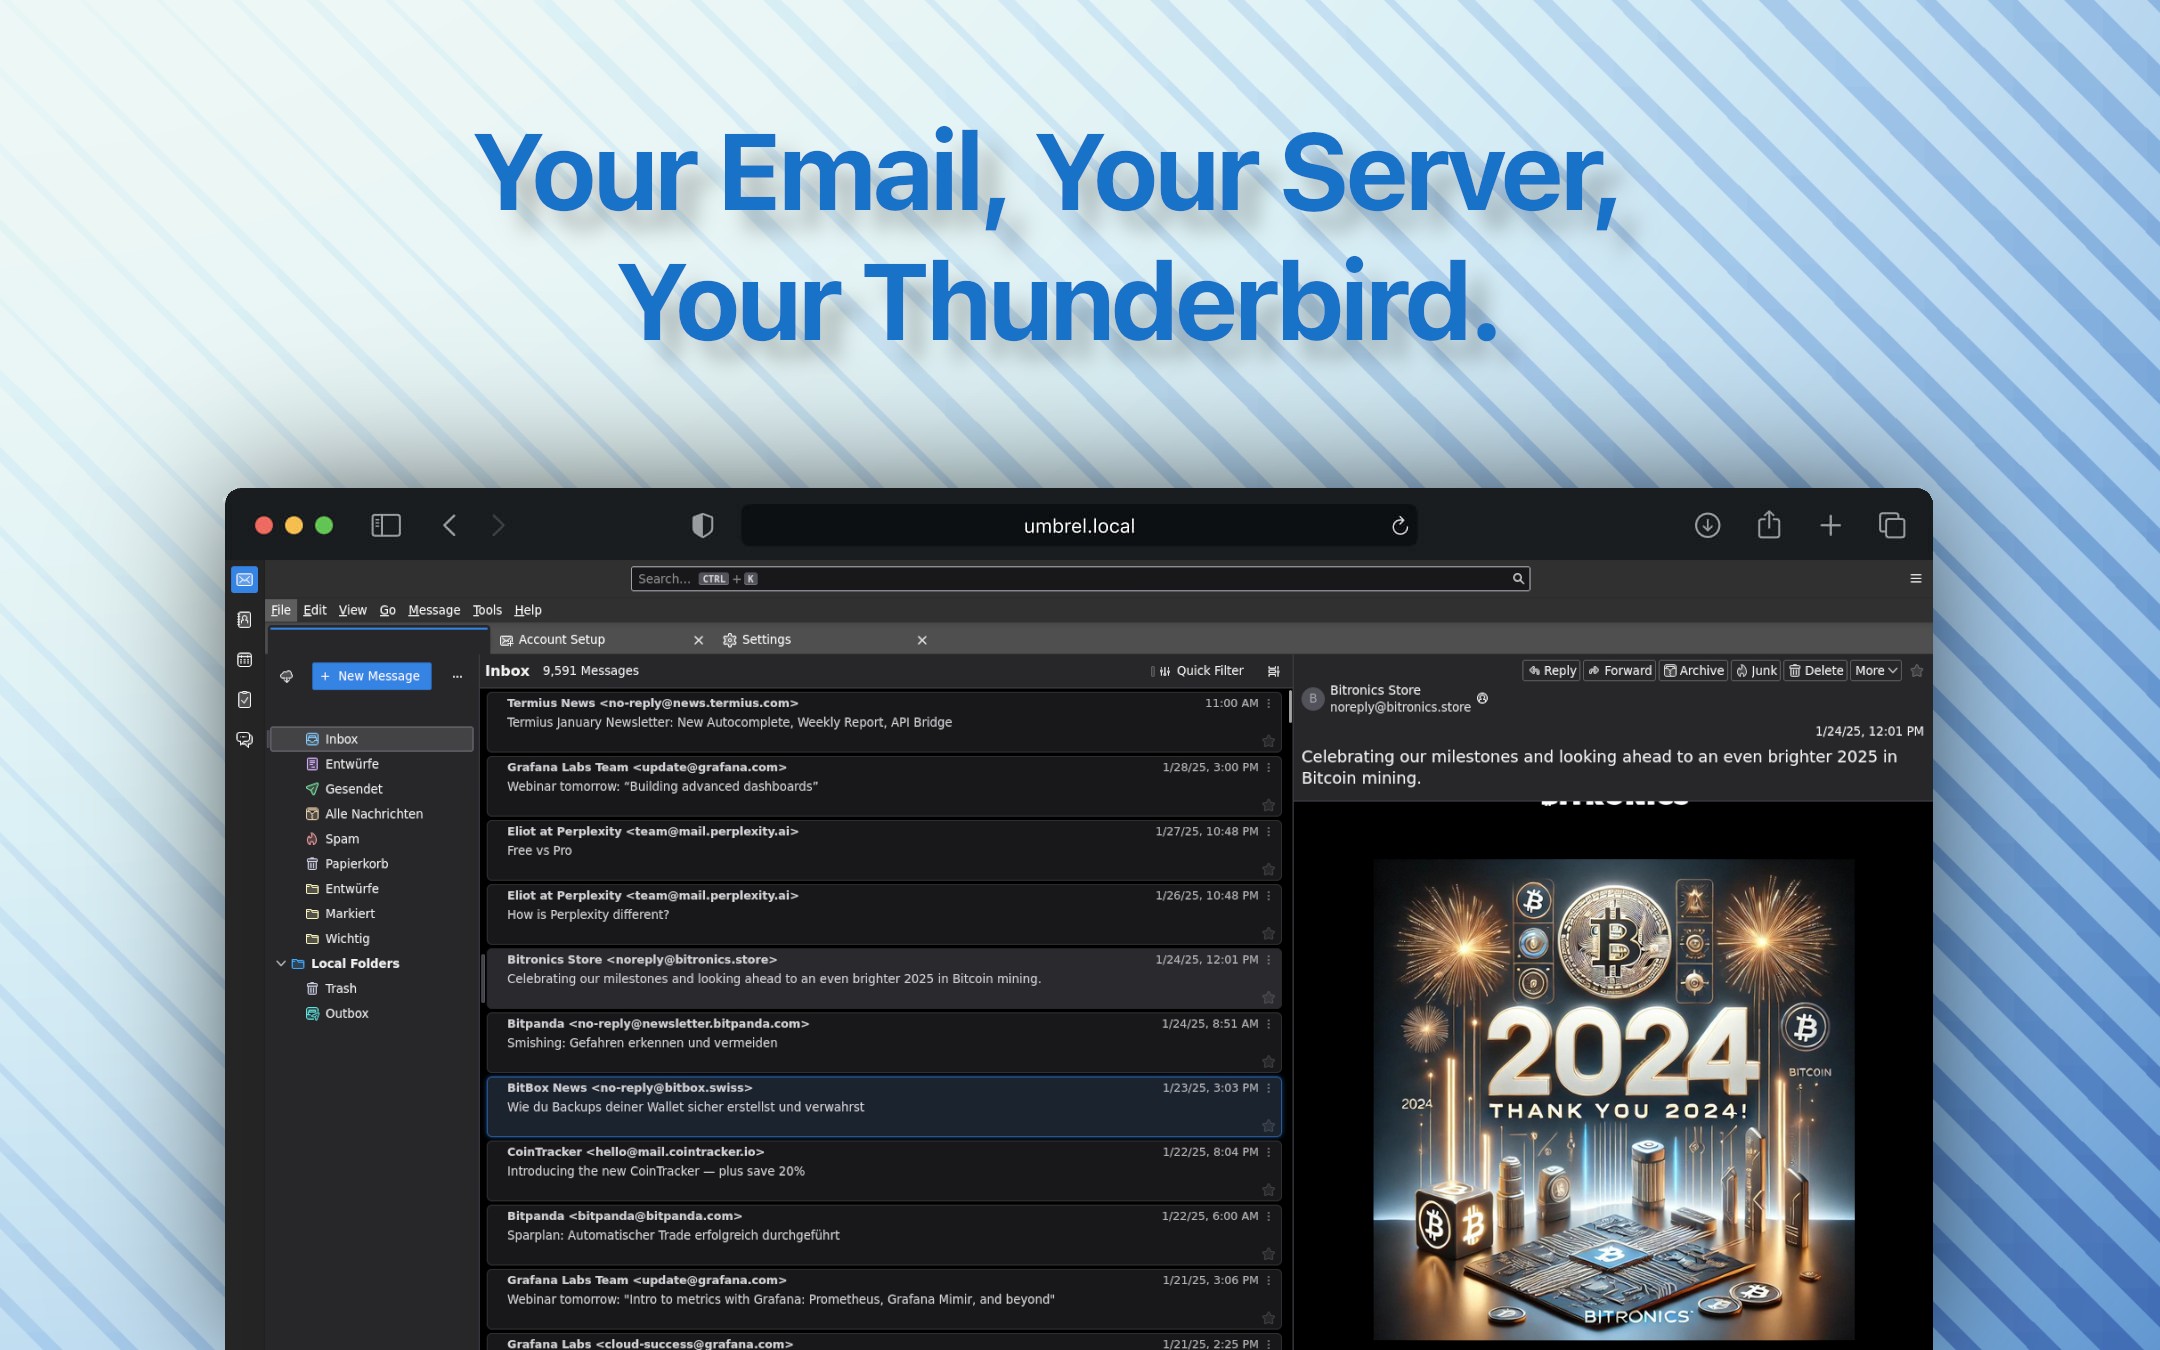 Your Email, Your Server,
Your Thunderbird.
umbrel.local
Search... CTRL + K
File Edit View Go Message Tools Help
Account Setup
Settings
New Message
Inbox
Entwürfe
Gesendet
Alle Nachrichten
Spam
Papierkorb
Entwürfe
Markiert
Wichtig
Local Folders
Trash
Outbox
Inbox 9,591 Messages Quick Filter
Termius News <no-reply@news.termius.com> 11:00 AM
Termius January Newsletter: New Autocomplete, Weekly Report, API Bridge
Grafana Labs Team <update@grafana.com> 1/28/25, 3:00 PM
Webinar tomorrow: “Building advanced dashboards”
Eliot at Perplexity <team@mail.perplexity.ai> 1/27/25, 10:48 PM
Free vs Pro
Eliot at Perplexity <team@mail.perplexity.ai> 1/26/25, 10:48 PM
How is Perplexity different?
Bitronics Store <noreply@bitronics.store> 1/24/25, 12:01 PM
Celebrating our milestones and looking ahead to an even brighter 2025 in Bitcoin mining.
Bitpanda <no-reply@newsletter.bitpanda.com> 1/24/25, 8:51 AM
Smishing: Gefahren erkennen und vermeiden
BitBox News <no-reply@bitbox.swiss> 1/23/25, 3:03 PM
Wie du Backups deiner Wallet sicher erstellst und verwahrst
CoinTracker <hello@mail.cointracker.io> 1/22/25, 8:04 PM
Introducing the new CoinTracker — plus save 20%
Bitpanda <bitpanda@bitpanda.com> 1/22/25, 6:00 AM
Sparplan: Automatischer Trade erfolgreich durchgeführt
Grafana Labs Team <update@grafana.com> 1/21/25, 3:06 PM
Webinar tomorrow: "Intro to metrics with Grafana: Prometheus, Grafana Mimir, and beyond"
Grafana Labs <cloud-success@grafana.com> 1/21/25, 2:25 PM
Reply Forward Archive Junk Delete More
B
Bitronics Store
noreply@bitronics.store
1/24/25, 12:01 PM
Celebrating our milestones and looking ahead to an even brighter 2025 in
Bitcoin mining.
BITRONICS
2024
BITCOIN
2024
THANK YOU 2024!
BITRONICS